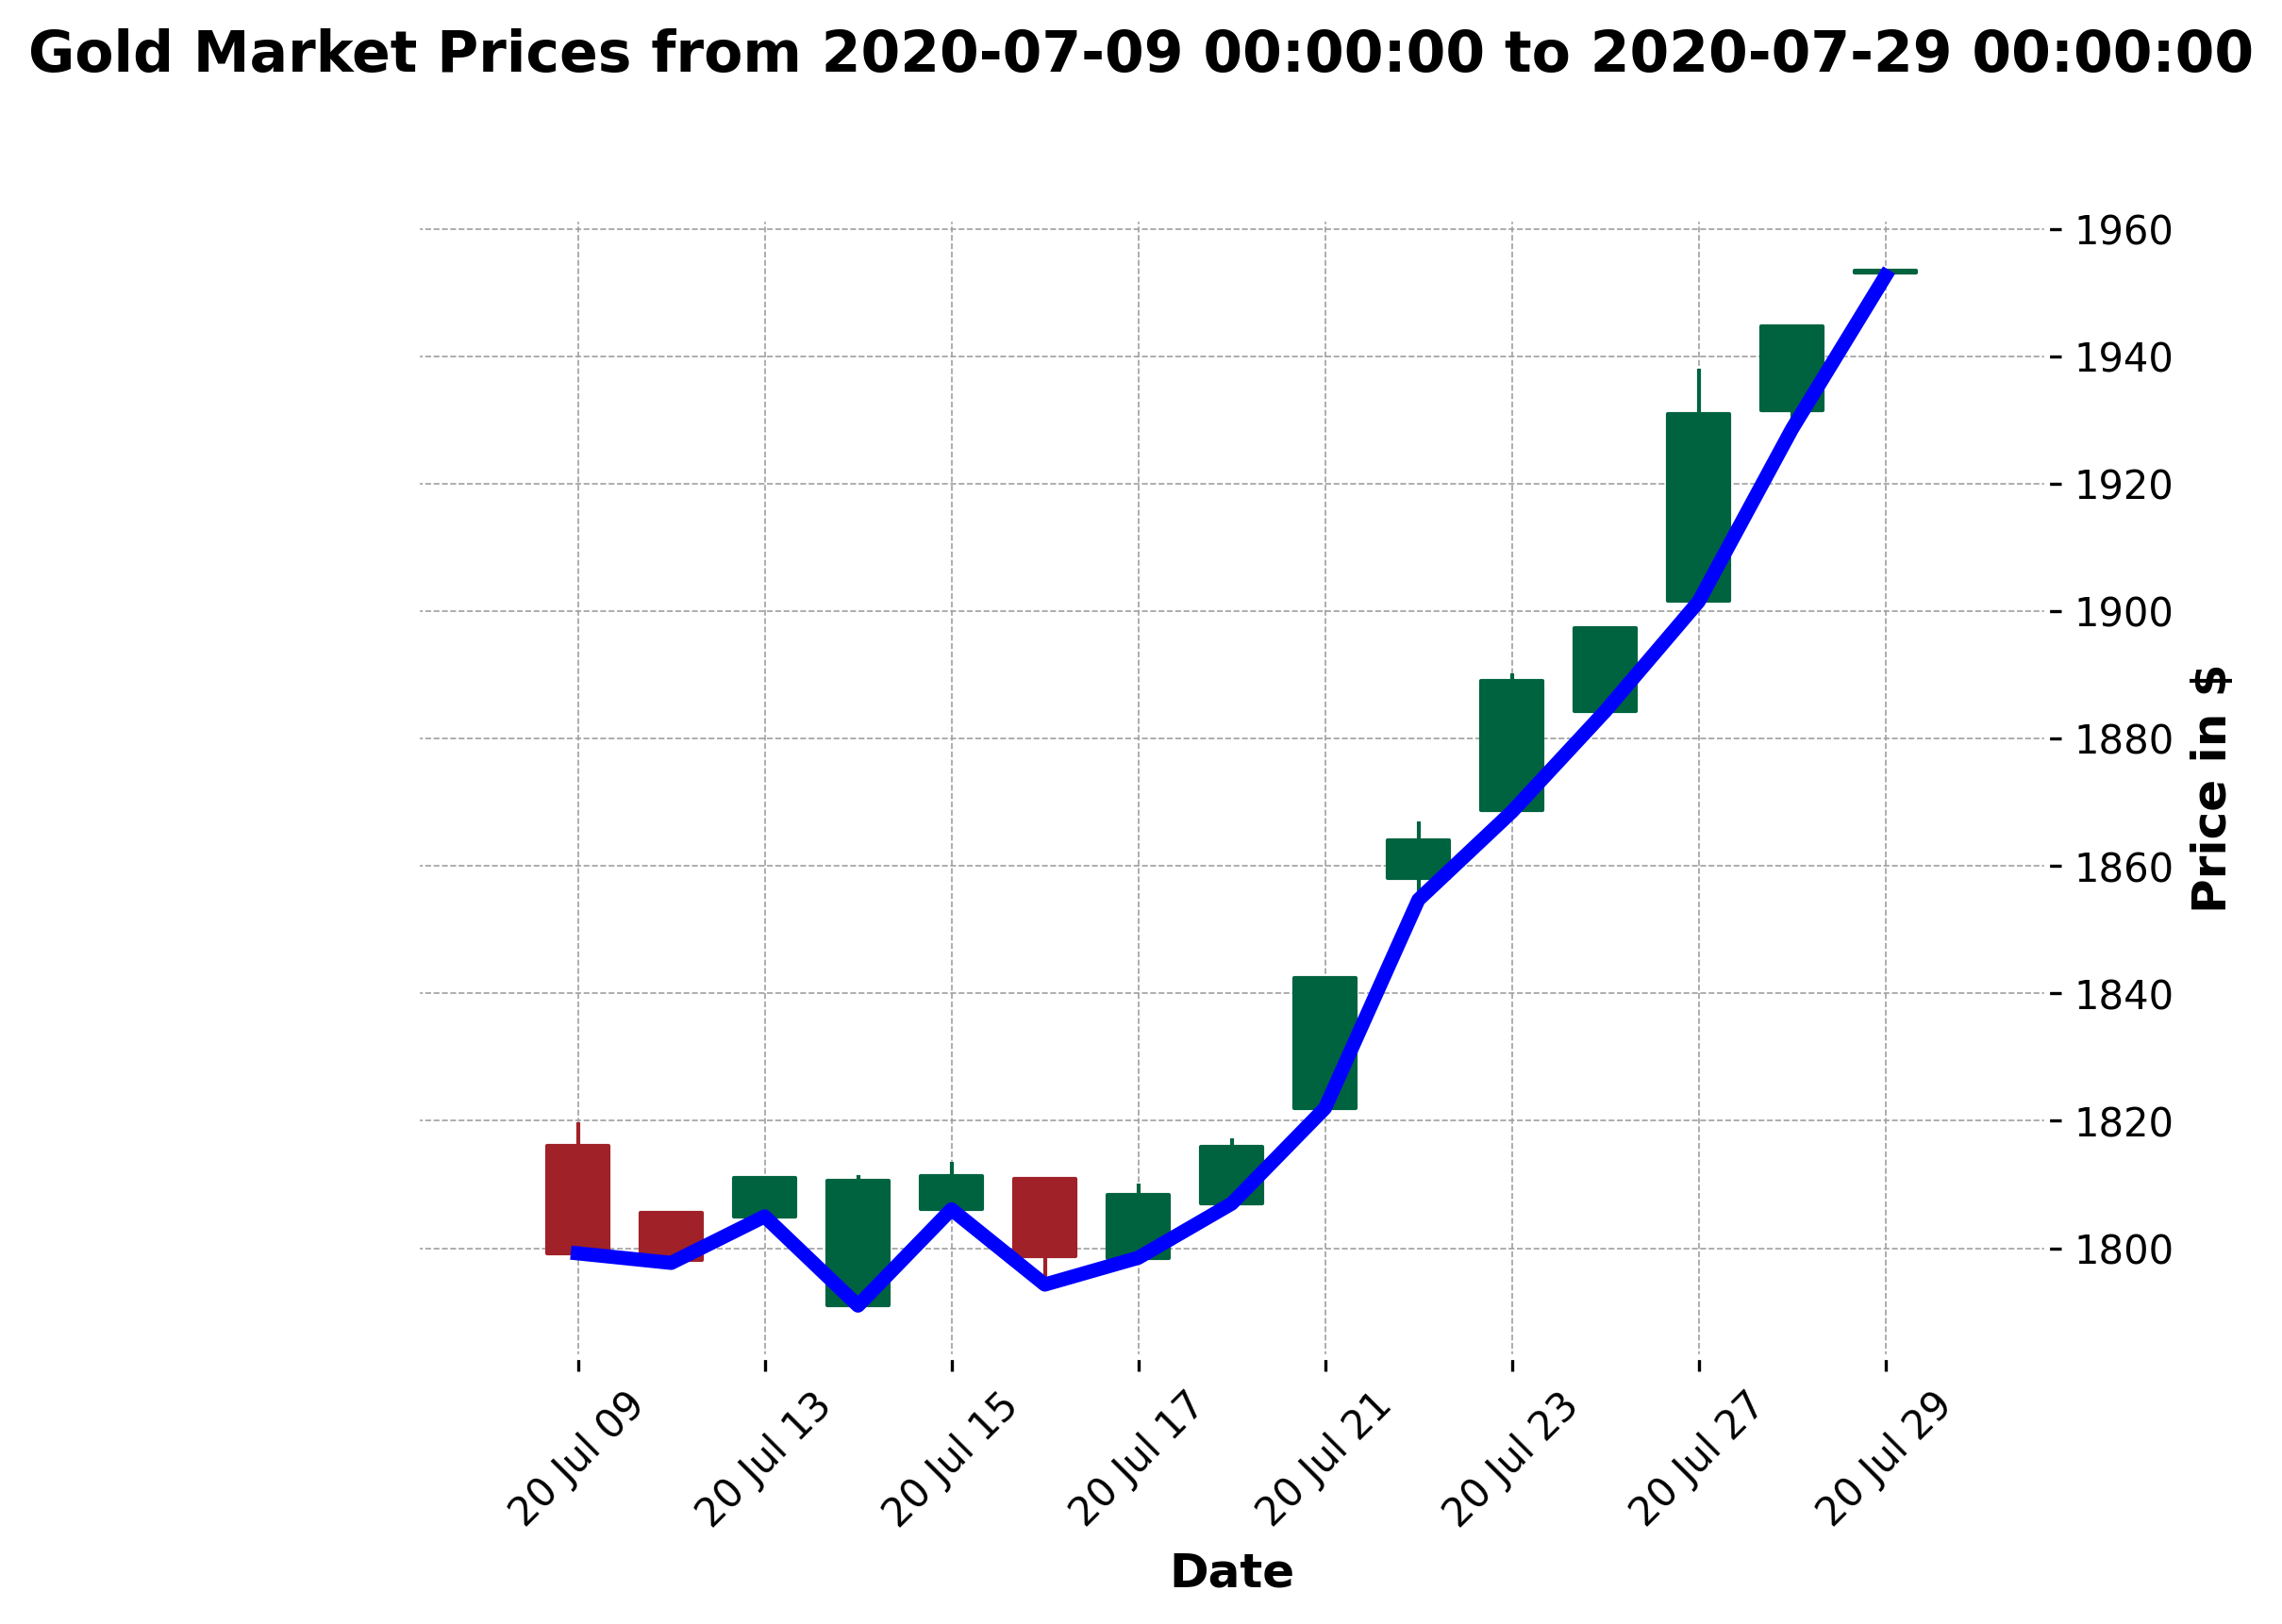 Gold Market Prices from 2020-07-09 00:00:00 to 2020-07-29 00:00:00
1960
1940
1920
1900
1880
1860
1840
1820
1800
Price in $
20 Jul 09
20 Jul 13
20 Jul 15
20 Jul 17
20 Jul 21
20 Jul 23
20 Jul 27
20 Jul 29
Date